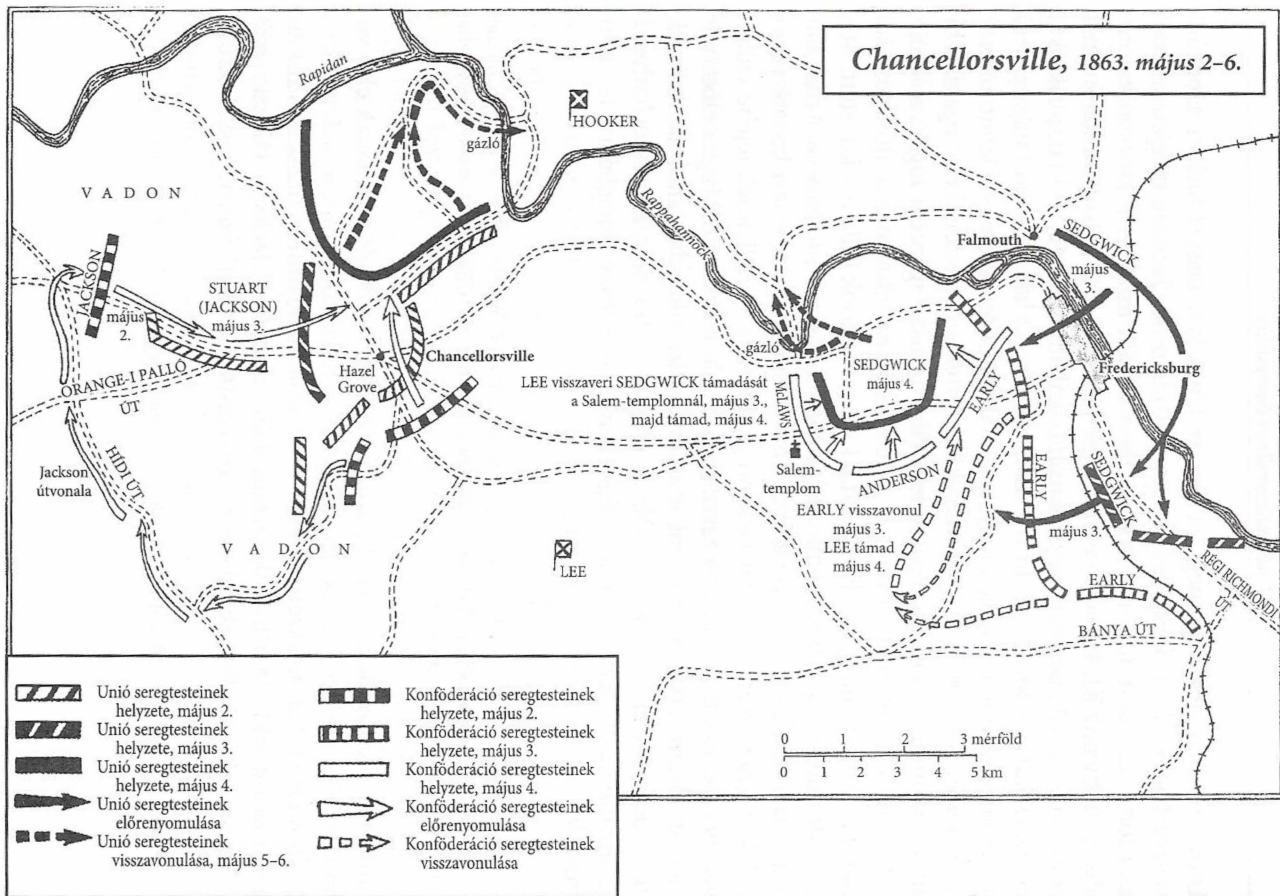 Chancellorsville, 1863. május 2–6.
Rapidan
HOOKER
gázló
VADON
Rappahannock
Falmouth
SEDGWICK
május
3.
JACKSON
május
2.
STUART
(JACKSON)
május 3.
ORANGE-I PALLÓ
ÚT
Hazel
Grove
Chancellorsville
gázló
SEDGWICK
május 4.
Fredericksburg
LEE visszaveri SEDGWICK támadását
a Salem-templomnál, május 3.,
majd támad, május 4.
McLAWS
EARLY
Salem-
templom
ANDERSON
Jackson
útvonala
HÍDI ÚT
VADON
LEE
EARLY visszavonul
május 3.
LEE támad
május 4.
EARLY
SEDGWICK
május 3.
RÉGI RICHMONDI
ÚT
EARLY
BÁNYA ÚT
Unió seregtesteinek
helyzete, május 2.
Unió seregtesteinek
helyzete, május 3.
Unió seregtesteinek
helyzete, május 4.
Unió seregtesteinek
előrenyomulása
Unió seregtesteinek
visszavonulása, május 5–6.
Konföderáció seregtesteinek
helyzete, május 2.
Konföderáció seregtesteinek
helyzete, május 3.
Konföderáció seregtesteinek
helyzete, május 4.
Konföderáció seregtesteinek
előrenyomulása
Konföderáció seregtesteinek
visszavonulása
0 1 2 3 mérföld
0 1 2 3 4 5 km